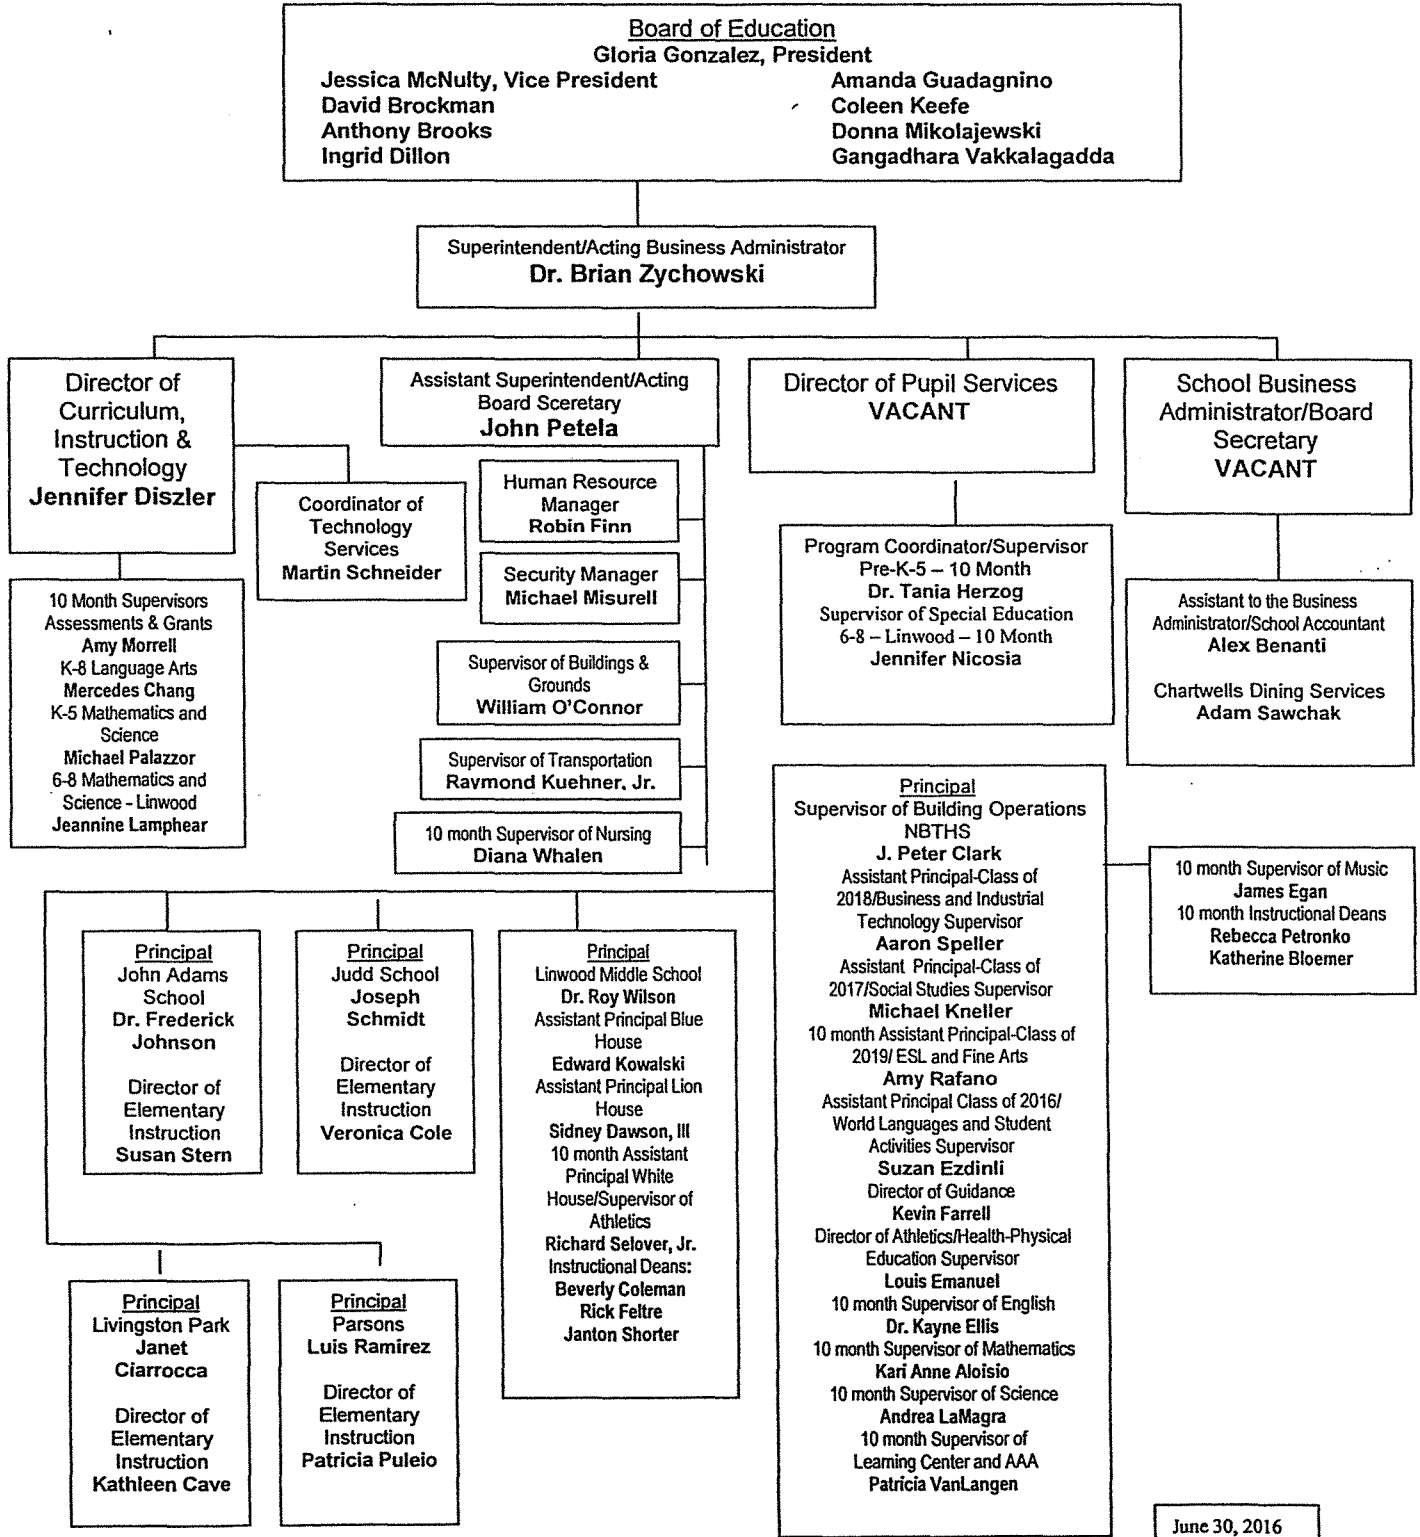 Board of Education
Gloria Gonzalez, President
Jessica McNulty, Vice President
David Brockman
Anthony Brooks
Ingrid Dillon
Amanda Guadagnino
Coleen Keefe
Donna Mikolajewski
Gangadhara Vakkalagadda
Superintendent/Acting Business Administrator
Dr. Brian Zychowski
Director of
Curriculum,
Instruction &
Technology
Jennifer Diszler
Assistant Superintendent/Acting
Board Sceretary
John Petela
Director of Pupil Services
VACANT
School Business
Administrator/Board
Secretary
VACANT
Coordinator of
Technology
Services
Martin Schneider
Human Resource
Manager
Robin Finn
Security Manager
Michael Misurell
Supervisor of Buildings &
Grounds
William O'Connor
Supervisor of Transportation
Raymond Kuehner, Jr.
10 month Supervisor of Nursing
Diana Whalen
Program Coordinator/Supervisor
Pre-K-5 – 10 Month
Dr. Tania Herzog
Supervisor of Special Education
6-8 – Linwood – 10 Month
Jennifer Nicosia
Assistant to the Business
Administrator/School Accountant
Alex Benanti
Chartwells Dining Services
Adam Sawchak
10 Month Supervisors
Assessments & Grants
Amy Morrell
K-8 Language Arts
Mercedes Chang
K-5 Mathematics and
Science
Michael Palazzor
6-8 Mathematics and
Science - Linwood
Jeannine Lamphear
Principal
Supervisor of Building Operations
NBTHS
J. Peter Clark
Assistant Principal-Class of
2018/Business and Industrial
Technology Supervisor
Aaron Speller
Assistant Principal-Class of
2017/Social Studies Supervisor
Michael Kneller
10 month Assistant Principal-Class of
2019/ ESL and Fine Arts
Amy Rafano
Assistant Principal Class of 2016/
World Languages and Student
Activities Supervisor
Suzan Ezdinli
Director of Guidance
Kevin Farrell
Director of Athletics/Health-Physical
Education Supervisor
Louis Emanuel
10 month Supervisor of English
Dr. Kayne Ellis
10 month Supervisor of Mathematics
Kari Anne Aloisio
10 month Supervisor of Science
Andrea LaMagra
10 month Supervisor of
Learning Center and AAA
Patricia VanLangen
10 month Supervisor of Music
James Egan
10 month Instructional Deans
Rebecca Petronko
Katherine Bloemer
Principal
John Adams
School
Dr. Frederick
Johnson
Director of
Elementary
Instruction
Susan Stern
Principal
Judd School
Joseph
Schmidt
Director of
Elementary
Instruction
Veronica Cole
Principal
Linwood Middle School
Dr. Roy Wilson
Assistant Principal Blue
House
Edward Kowalski
Assistant Principal Lion
House
Sidney Dawson, III
10 month Assistant
Principal White
House/Supervisor of
Athletics
Richard Selover, Jr.
Instructional Deans:
Beverly Coleman
Rick Feltre
Janton Shorter
Principal
Livingston Park
Janet
Ciarrocca
Director of
Elementary
Instruction
Kathleen Cave
Principal
Parsons
Luis Ramirez
Director of
Elementary
Instruction
Patricia Puleio
June 30, 2016